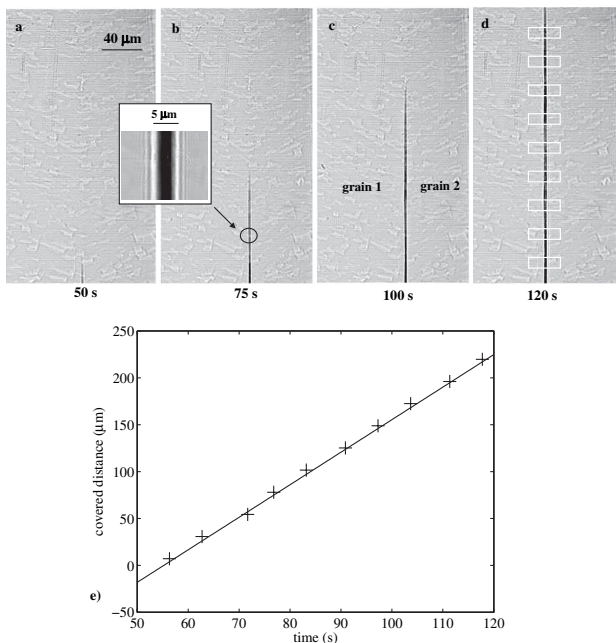 a
40 µm
b
c
d
5 µm
grain 1
grain 2
50 s
75 s
100 s
120 s
250
200
150
100
50
0
−50
50
60
70
80
90
100
110
120
covered distance (µm)
time (s)
e)